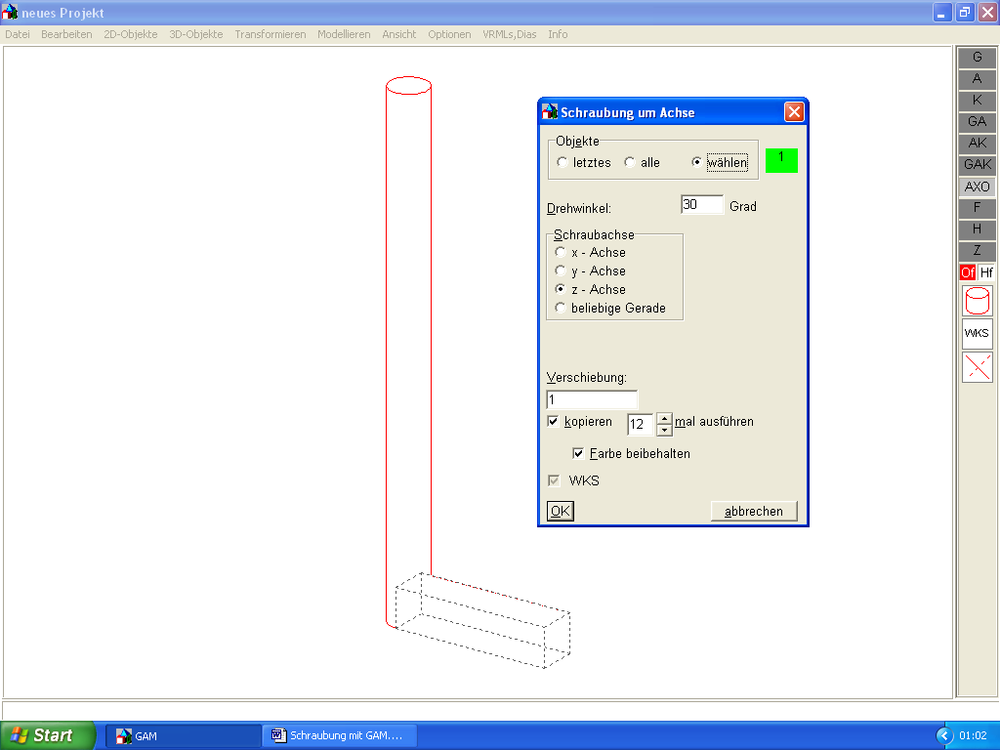 neues Projekt
Datei Bearbeiten 2D-Objekte 3D-Objekte Transformieren Modellieren Ansicht Optionen VRMLs,Dias Info
G
A
K
GA
AK
GAK
AXO
F
H
Z
Of Hf
WKS
Schraubung um Achse
Objekte
letztes alle wählen 1
Drehwinkel: 30 Grad
Schraubachse
x - Achse
y - Achse
z - Achse
beliebige Gerade
Verschiebung:
1
kopieren 12 mal ausführen
Farbe beibehalten
WKS
OK abbrechen
Start GAM Schraubung mit GAM.... 01:02